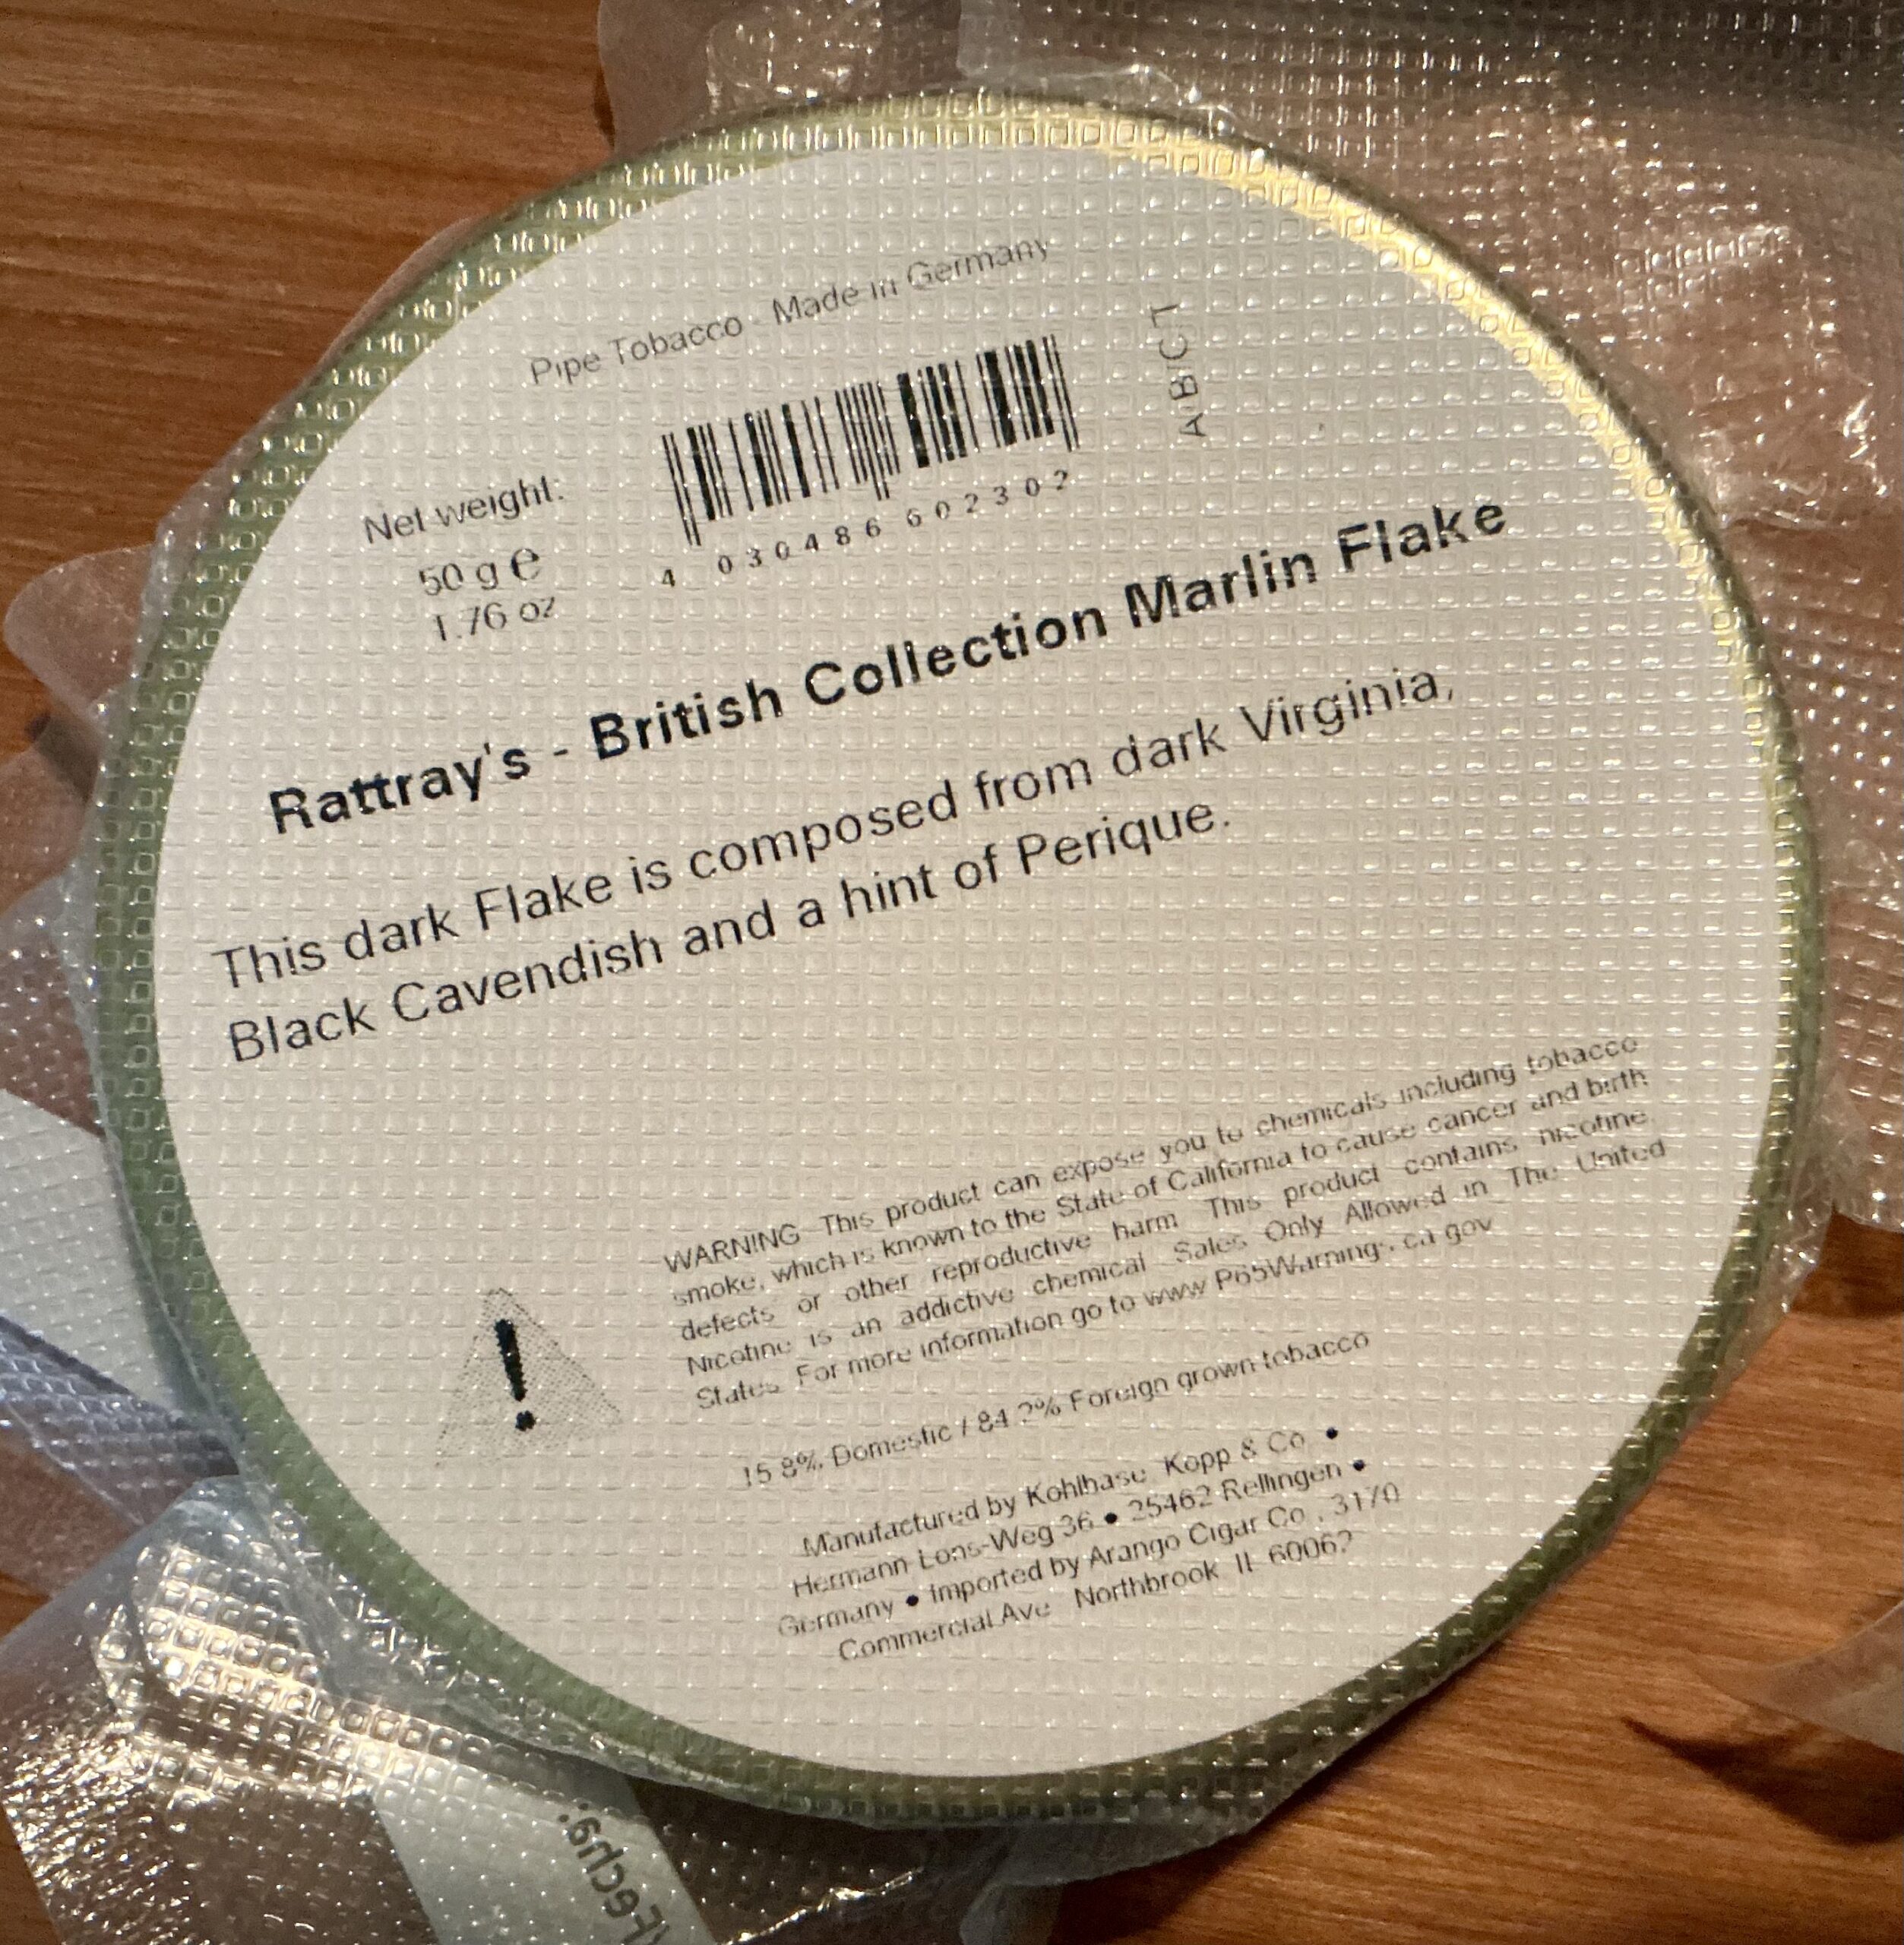 Pipe Tobacco - Made in Germany
Net weight:
50 g e
1.76 oz
4 030486 602302
ABCT
Rattray's - British Collection Marlin Flake
This dark Flake is composed from dark Virginia,
Black Cavendish and a hint of Perique.
WARNING This product can expose you to chemicals including tobacco
smoke, which is known to the State of California to cause cancer and birth
defects or other reproductive harm This product contains nicotine.
Nicotine is an addictive chemical Sales Only Allowed in The United
States For more information go to www P65Warnings.ca gov
!
15 8% Domestic / 84 2% Foreign grown tobacco
Manufactured by Kohlhase Kopp & Co •
Hermann-Löns-Weg 36 • 25462 Rellingen •
Germany • Imported by Arango Cigar Co., 3170
Commercial Ave Northbrook IL 60062
Fecha: